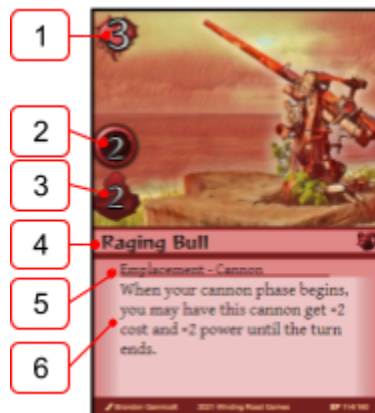 1
3
2
2
3
2
4
Raging Bull
5
Emplacement - Cannon
When your cannon phase begins,
you may have this cannon get +2
cost and +2 power until the turn
ends.
6
2021 Winding Road Games